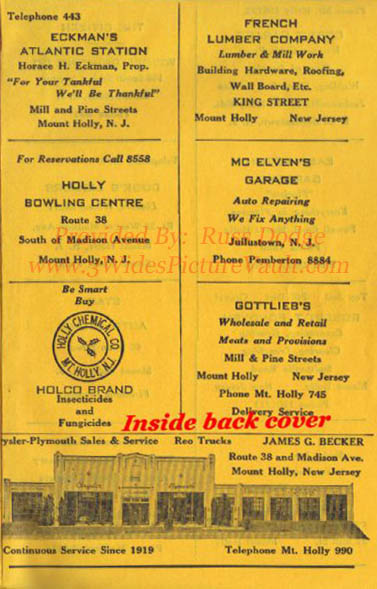 Telephone 443
ECKMAN'S
ATLANTIC STATION
Horace H. Eckman, Prop.
"For Your Tankful
We'll Be Thankful"
Mill and Pine Streets
Mount Holly, N. J.
FRENCH
LUMBER COMPANY
Lumber & Mill Work
Building Hardware, Roofing,
Wall Board, Etc.
KING STREET
Mount Holly New Jersey
For Reservations Call 8558
HOLLY
BOWLING CENTRE
Route 38
South of Madison Avenue
Mount Holly, N. J.
MC ELVEN'S
GARAGE
Auto Repairing
We Fix Anything
Juliustown, N. J.
Phone Pemberton 8884
Provided By: Russ Dodge
www.3WidesPictureVault.com
Be Smart
Buy
HOLLY CHEMICAL CO
MT. HOLLY, N.J.
HOLCO BRAND
Insecticides
and
Fungicides
GOTTLIEB'S
Wholesale and Retail
Meats and Provisions
Mill & Pine Streets
Mount Holly New Jersey
Phone Mt. Holly 745
Delivery Service
Inside back cover
ysler-Plymouth Sales & Service Reo Trucks JAMES G. BECKER
Route 38 and Madison Ave.
Mount Holly, New Jersey
Chrysler Plymouth
Continuous Service Since 1919 Telephone Mt. Holly 990